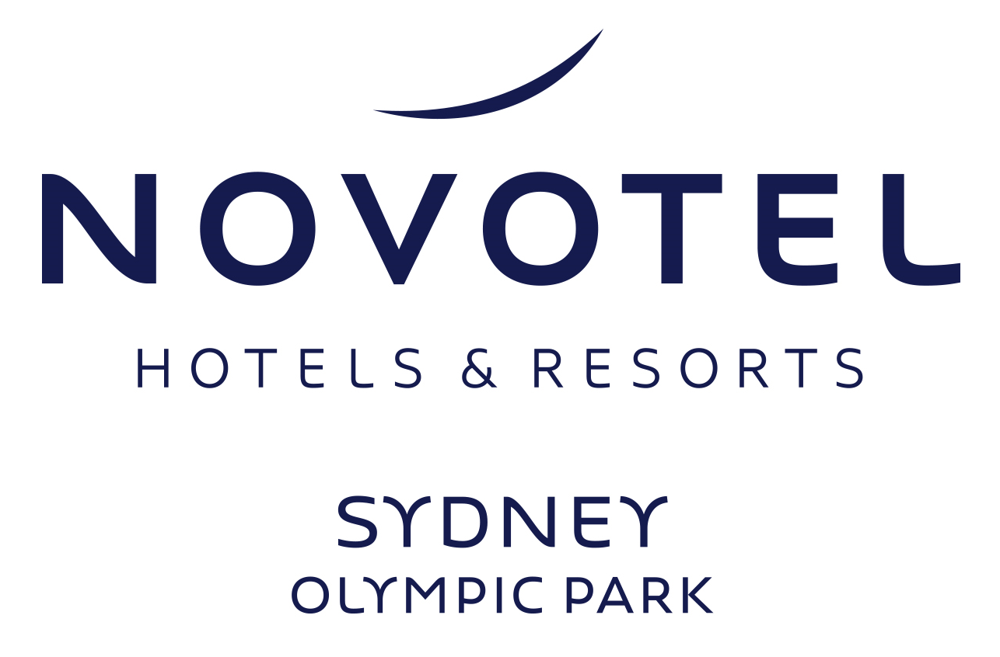 NOVOTEL
HOTELS & RESORTS
SYDNEY
OLYMPIC PARK